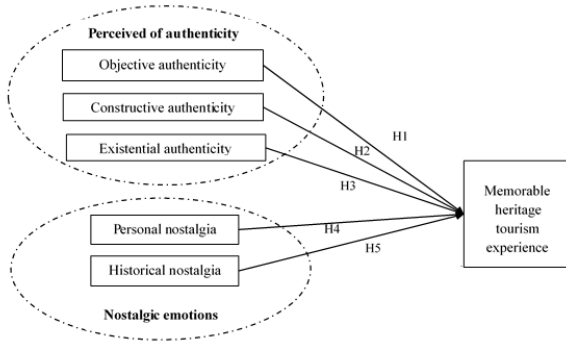 Perceived of authenticity
Objective authenticity
H1
Constructive authenticity
H2
Existential authenticity
H3
Memorable
heritage
tourism
experience
Personal nostalgia
H4
Historical nostalgia
H5
Nostalgic emotions